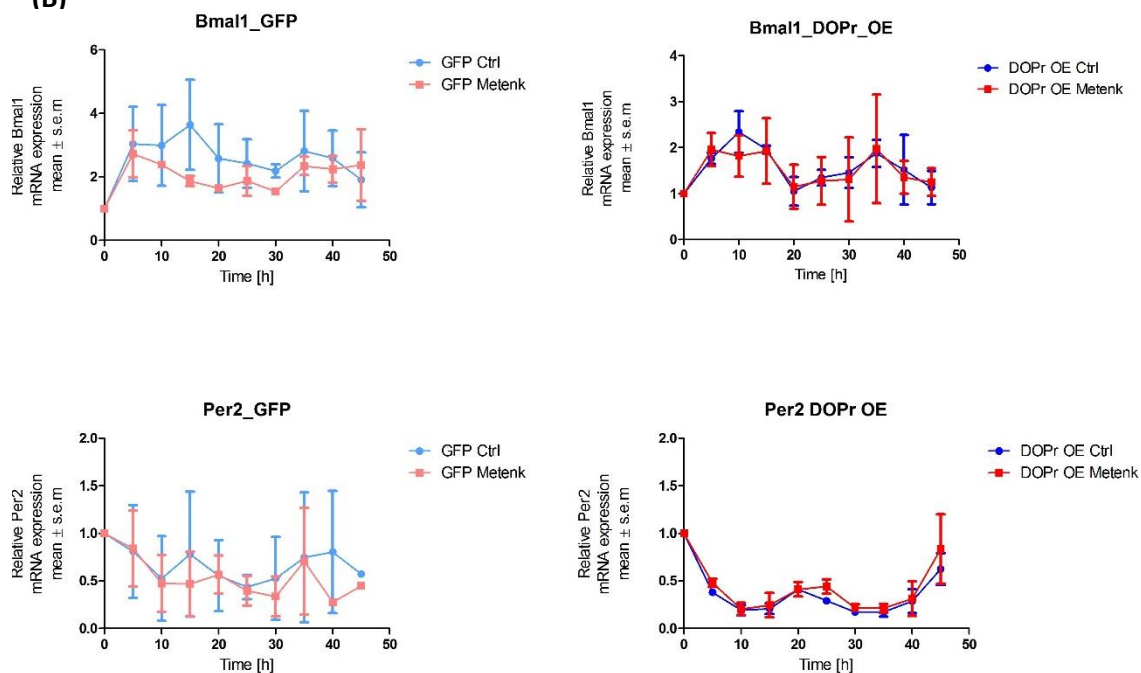 (B)
Bmal1_GFP
GFP Ctrl
GFP Metenk
Relative Bmal1
mRNA expression
mean ± s.e.m
6
4
2
0
0 10 20 30 40 50
Time [h]
Bmal1_DOPr_OE
DOPr OE Ctrl
DOPr OE Metenk
Relative Bmal1
mRNA expression
mean ± s.e.m
4
3
2
1
0
0 10 20 30 40 50
Time [h]
Per2_GFP
GFP Ctrl
GFP Metenk
Relative Per2
mRNA expression
mean ± s.e.m
2.0
1.5
1.0
0.5
0.0
0 10 20 30 40 50
Time [h]
Per2 DOPr OE
DOPr OE Ctrl
DOPr OE Metenk
Relative Per2
mRNA expression
mean ± s.e.m
2.0
1.5
1.0
0.5
0.0
0 10 20 30 40 50
Time [h]